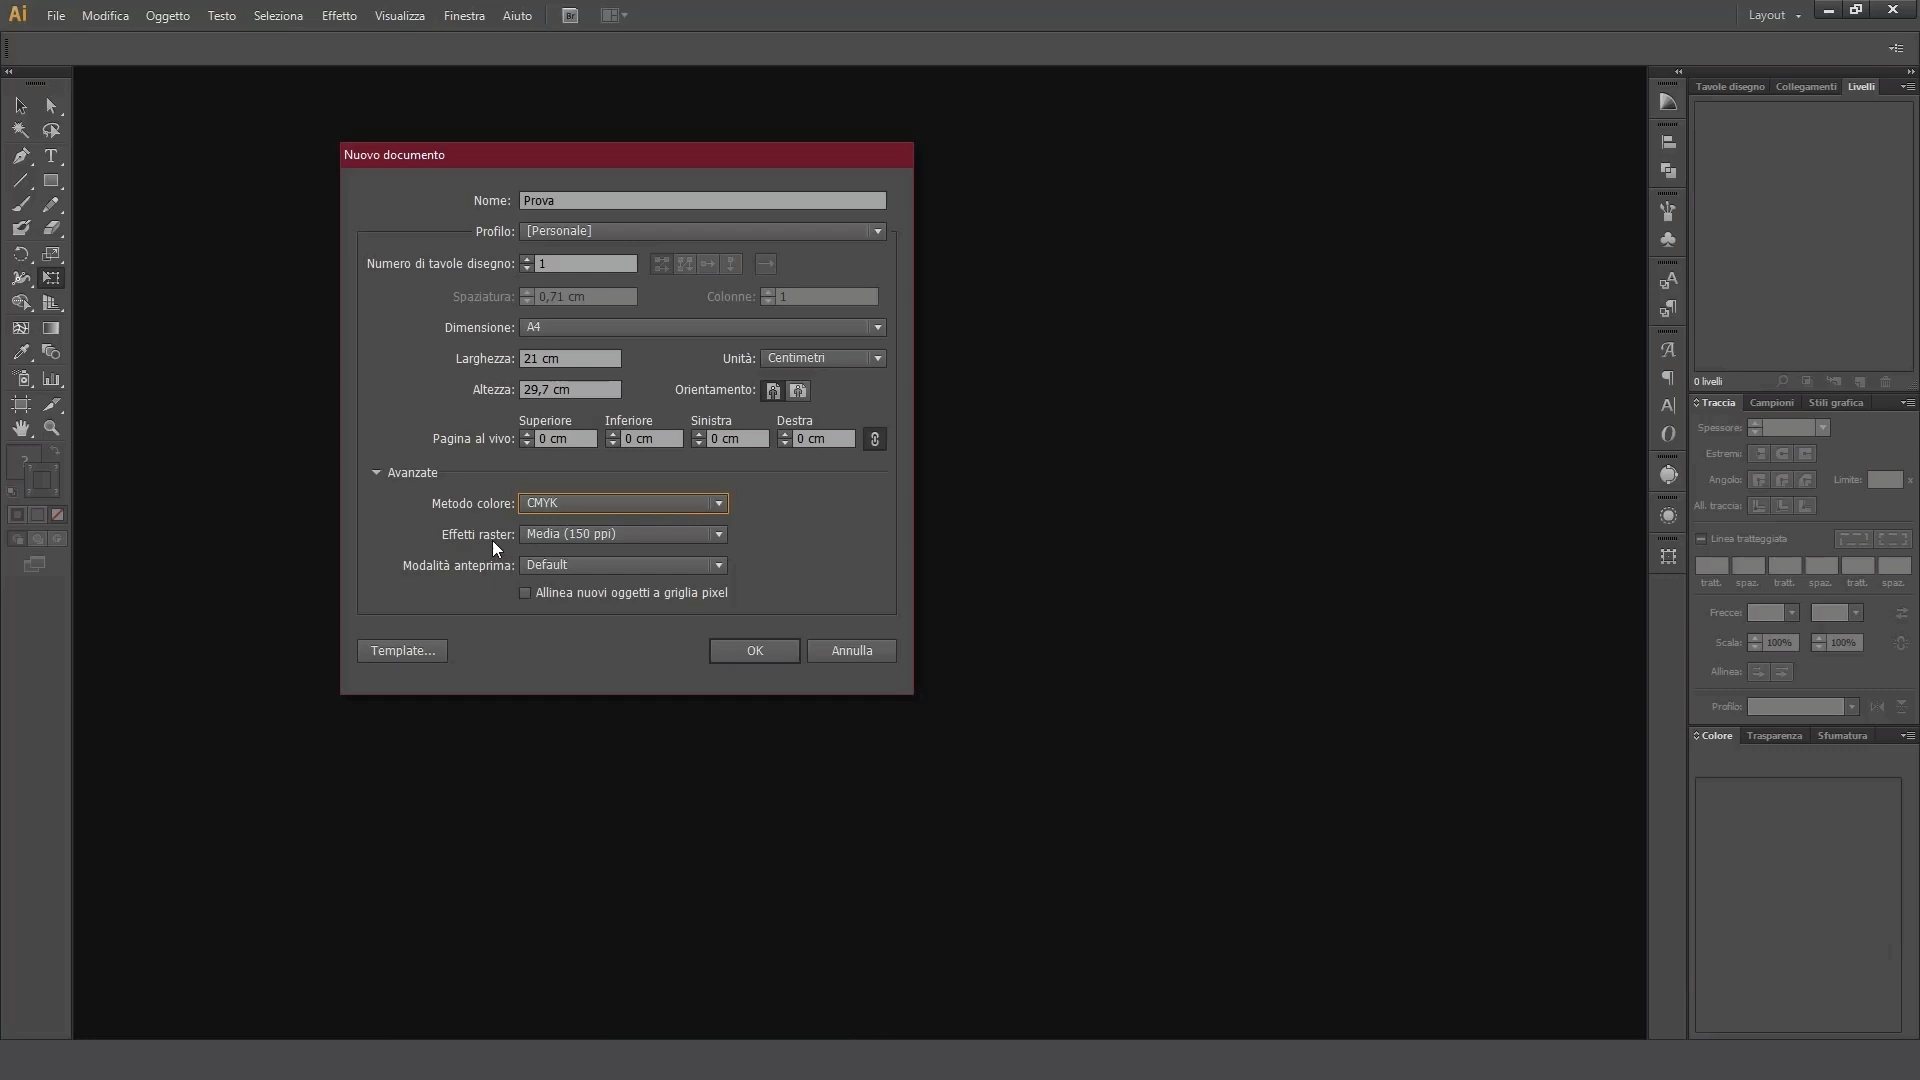 Ai File Modifica Oggetto Testo Seleziona Effetto Visualizza Finestra Aiuto Br Layout
Nuovo documento
Nome: Prova
Profilo: [Personale]
Numero di tavole disegno: 1
Spaziatura: 0,71 cm Colonne: 1
Dimensione: A4
Larghezza: 21 cm Unità: Centimetri
Altezza: 29,7 cm Orientamento:
Superiore Inferiore Sinistra Destra
Pagina al vivo: 0 cm 0 cm 0 cm 0 cm
Avanzate
Metodo colore: CMYK
Effetti raster: Media (150 ppi)
Modalità anteprima: Default
Allinea nuovi oggetti a griglia pixel
Template... OK Annulla
Tavole disegno Collegamenti Livelli
0 livelli
Traccia Campioni Stili grafica
Spessore:
Estremi:
Angolo: Limite: x
All. traccia:
Linea tratteggiata
tratt. spaz. tratt. spaz. tratt. spaz.
Frecce:
Scala: 100% 100%
Allinea:
Profilo:
Colore Trasparenza Sfumatura